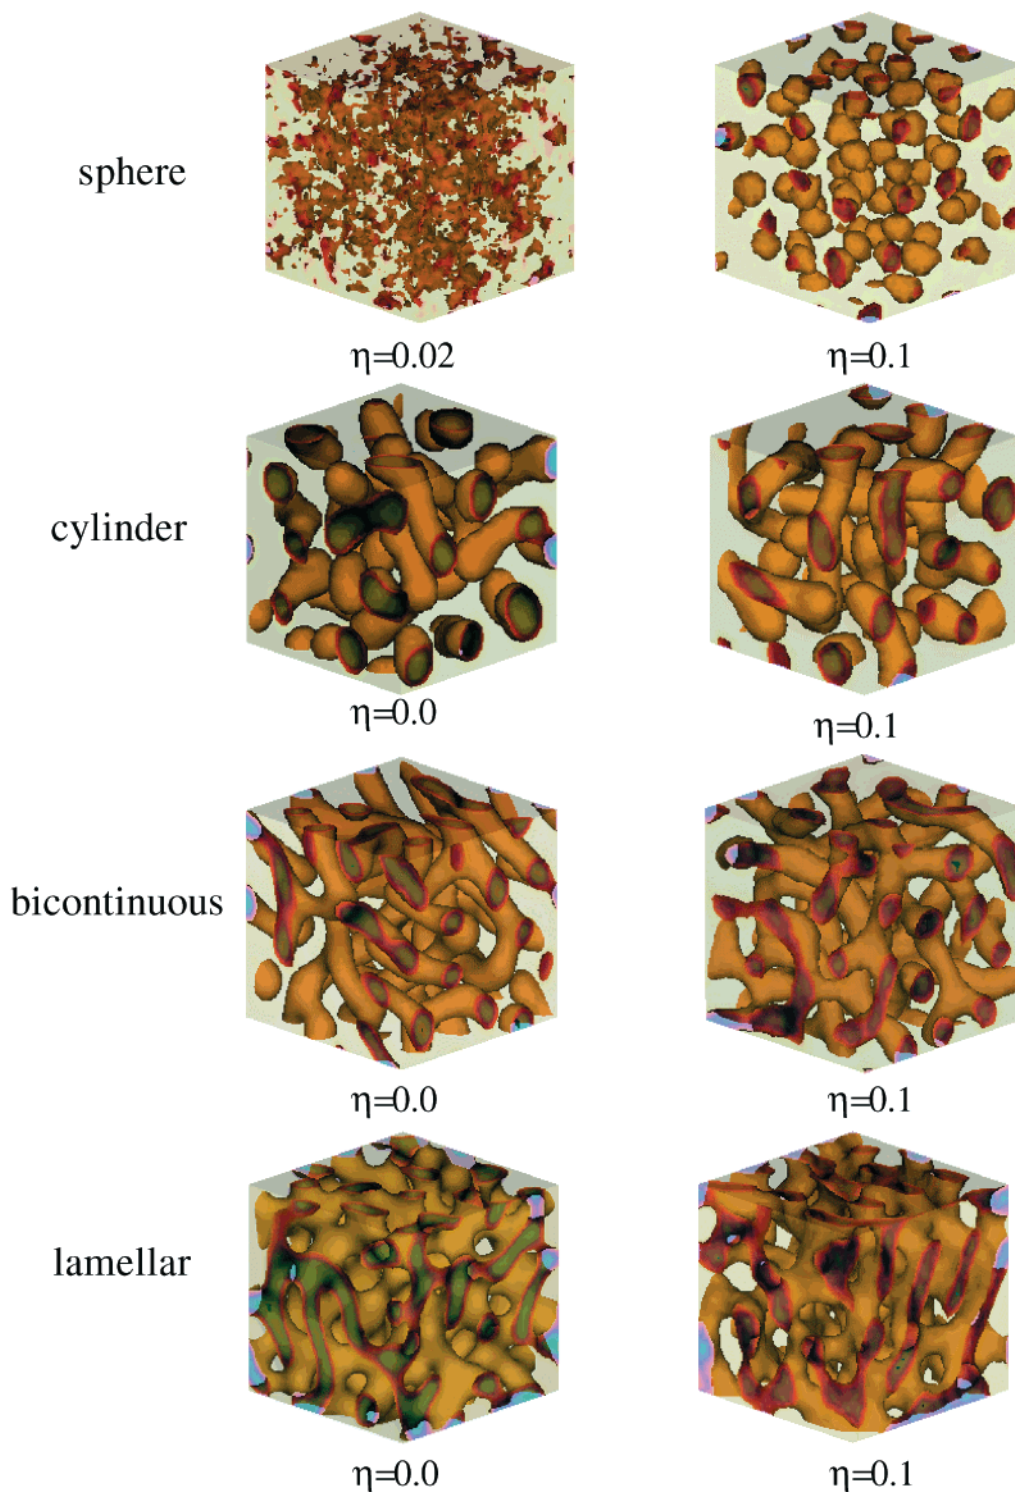 sphere
η=0.02
η=0.1
cylinder
η=0.0
η=0.1
bicontinuous
η=0.0
η=0.1
lamellar
η=0.0
η=0.1